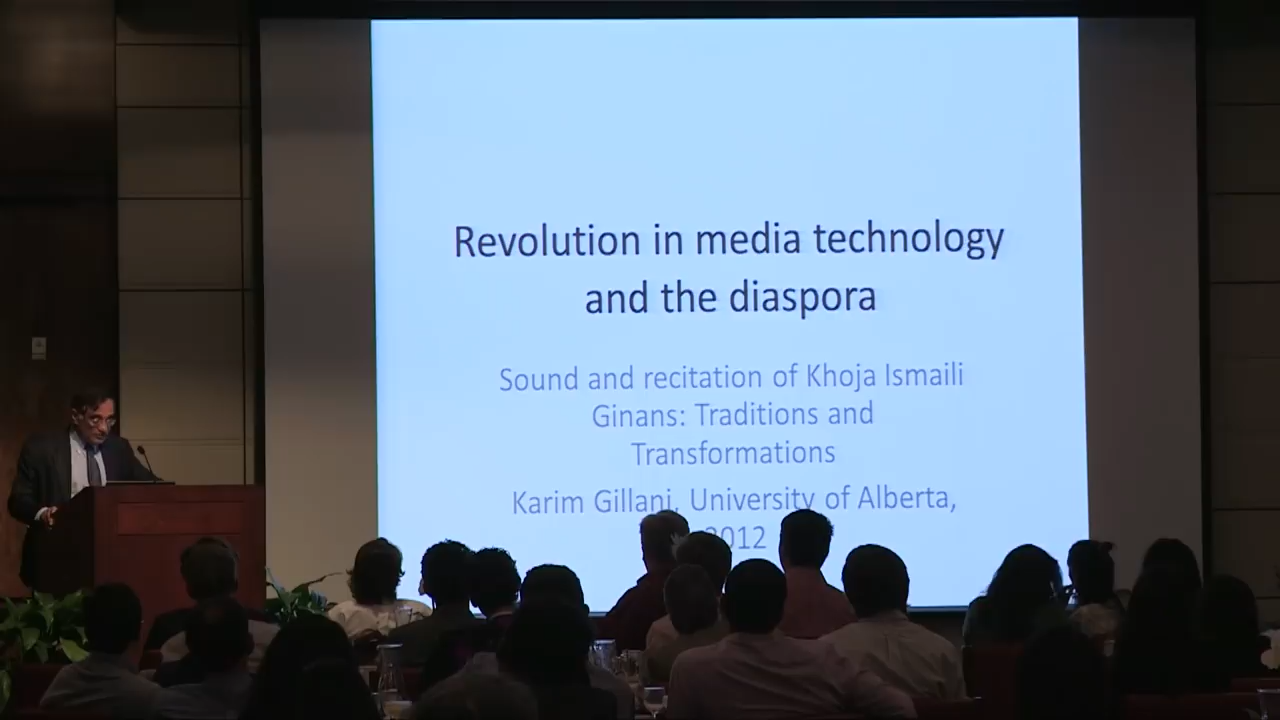 Revolution in media technology
and the diaspora
Sound and recitation of Khoja Ismaili
Ginans: Traditions and
Transformations
Karim Gillani, University of Alberta,
2012